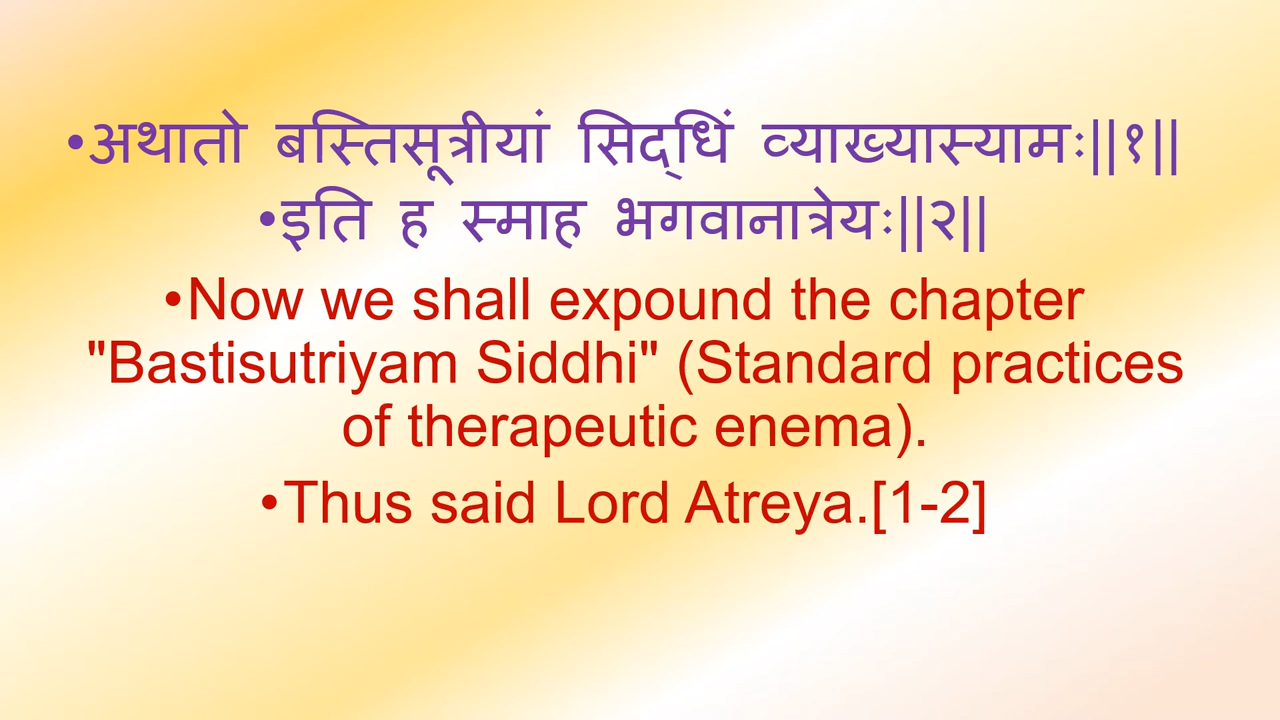 •अथातो बस्तिसूत्रीयां सिद्‌धिं व्याख्यास्यामः||१||
•इति ह स्माह भगवानात्रेयः||२||
•Now we shall expound the chapter
"Bastisutriyam Siddhi" (Standard practices
of therapeutic enema).
•Thus said Lord Atreya.[1-2]